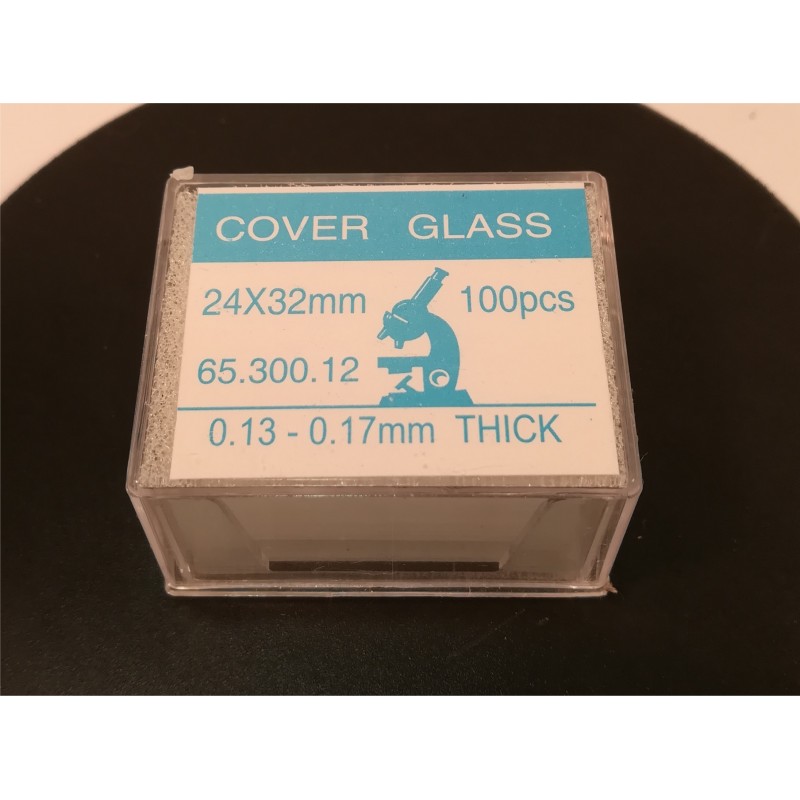 COVER GLASS
24X32mm 100pcs
65.300.12
0.13 - 0.17mm THICK